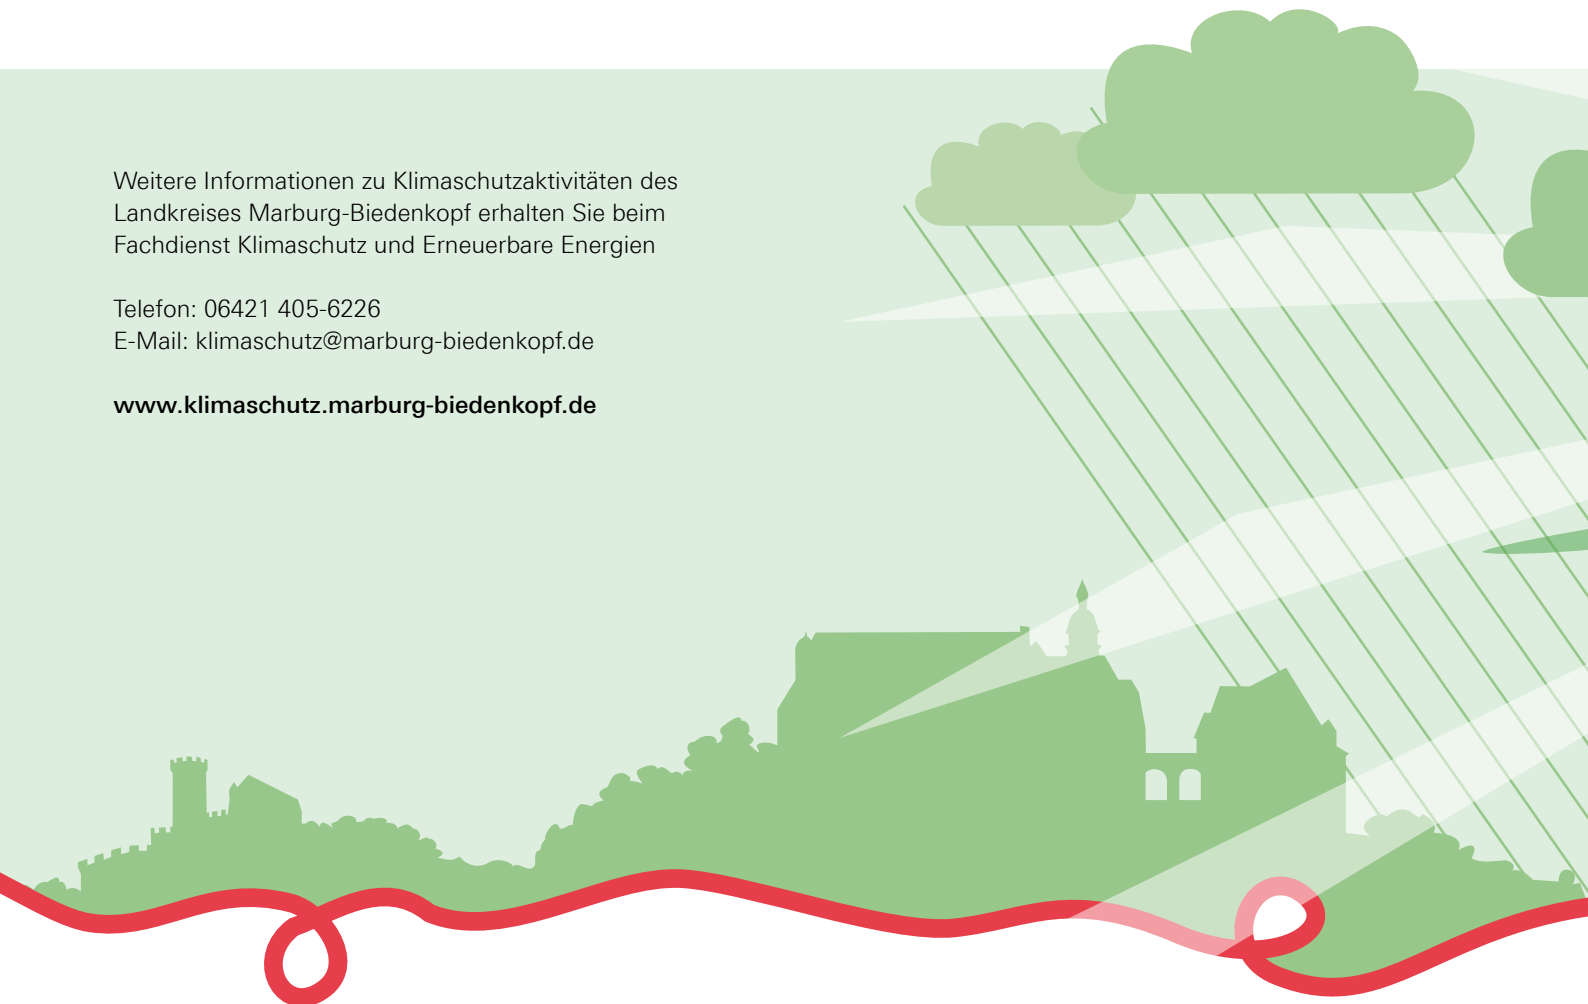 Weitere Informationen zu Klimaschutzaktivitäten des
Landkreises Marburg-Biedenkopf erhalten Sie beim
Fachdienst Klimaschutz und Erneuerbare Energien
Telefon: 06421 405-6226
E-Mail: klimaschutz@marburg-biedenkopf.de
www.klimaschutz.marburg-biedenkopf.de